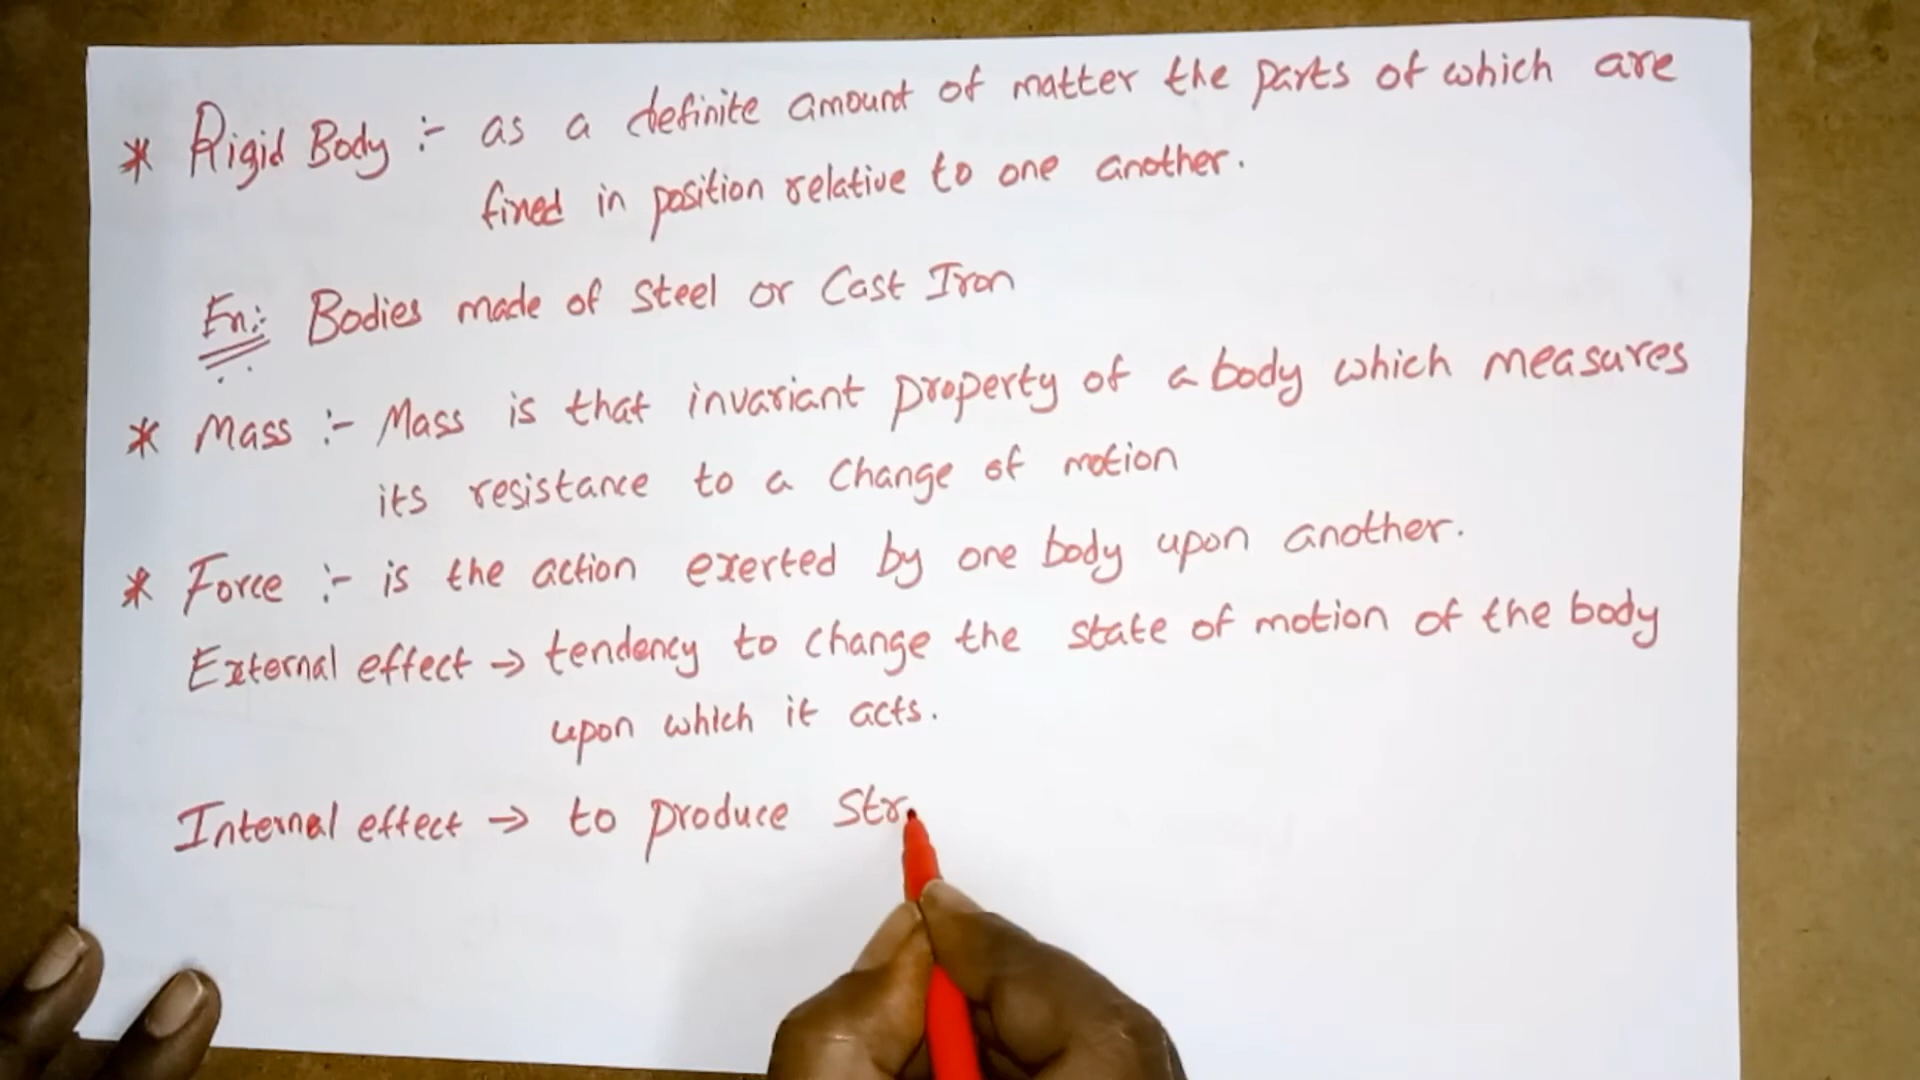 * Rigid Body :- as a definite amount of matter the parts of which are
fixed in position relative to one another.
Ex:- Bodies made of Steel or Cast Iron
* Mass :- Mass is that invariant property of a body which measures
its resistance to a change of motion
* Force :- is the action exerted by one body upon another.
External effect → tendency to change the state of motion of the body
upon which it acts.
Internal effect → to produce Str